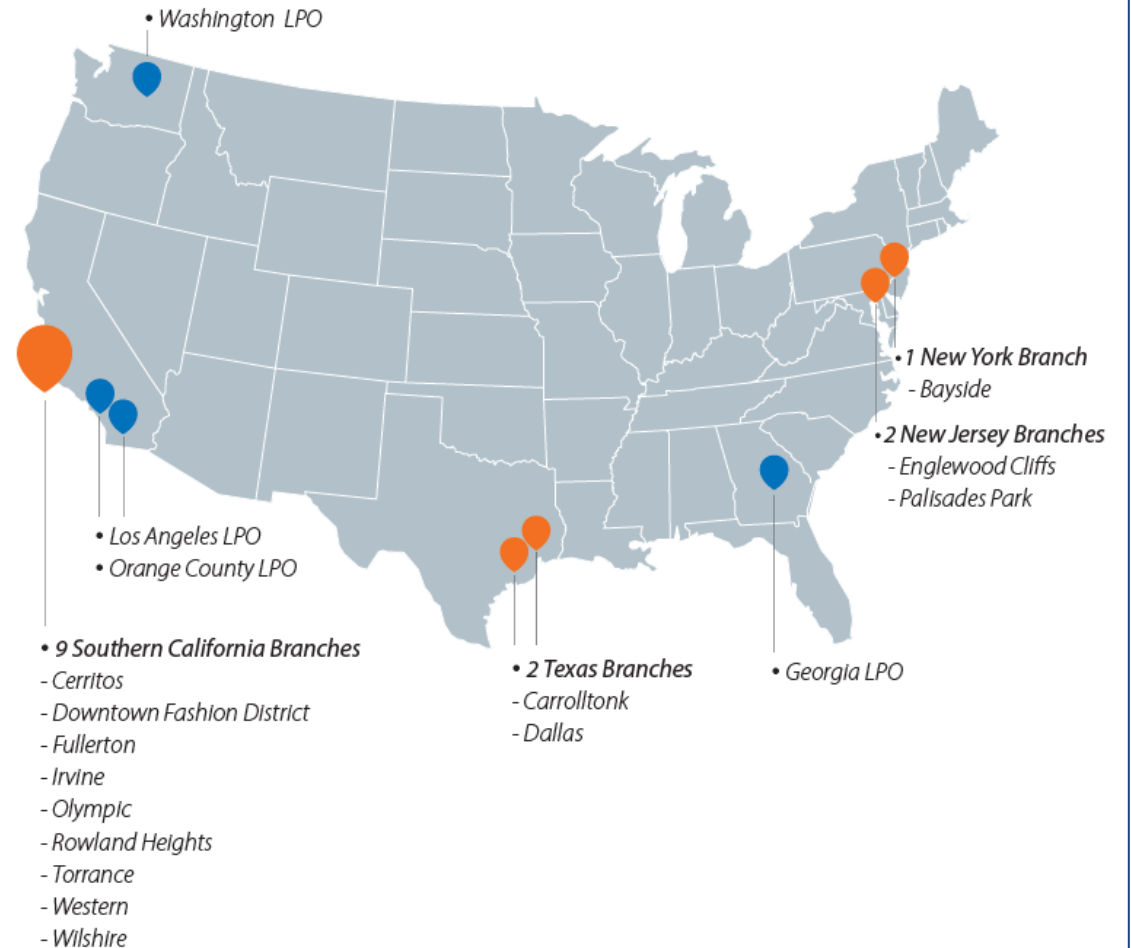 • Washington LPO
• 1 New York Branch
- Bayside
• 2 New Jersey Branches
- Englewood Cliffs
- Palisades Park
• Los Angeles LPO
• Orange County LPO
• 9 Southern California Branches
- Cerritos
- Downtown Fashion District
- Fullerton
- Irvine
- Olympic
- Rowland Heights
- Torrance
- Western
- Wilshire
• 2 Texas Branches
- Carrolltonk
- Dallas
• Georgia LPO